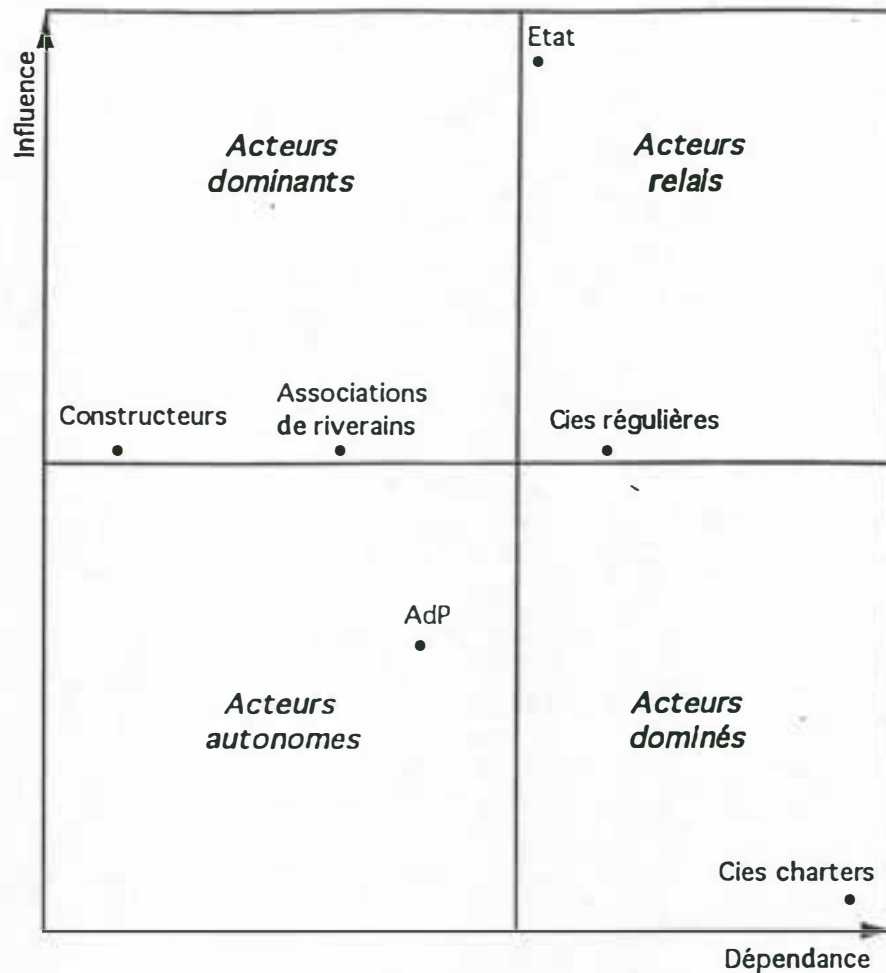 Etat
Influence
Acteurs
dominants
Acteurs
relais
Constructeurs
Associations
de riverains
Cies régulières
AdP
Acteurs
autonomes
Acteurs
dominés
Cies charters
Dépendance